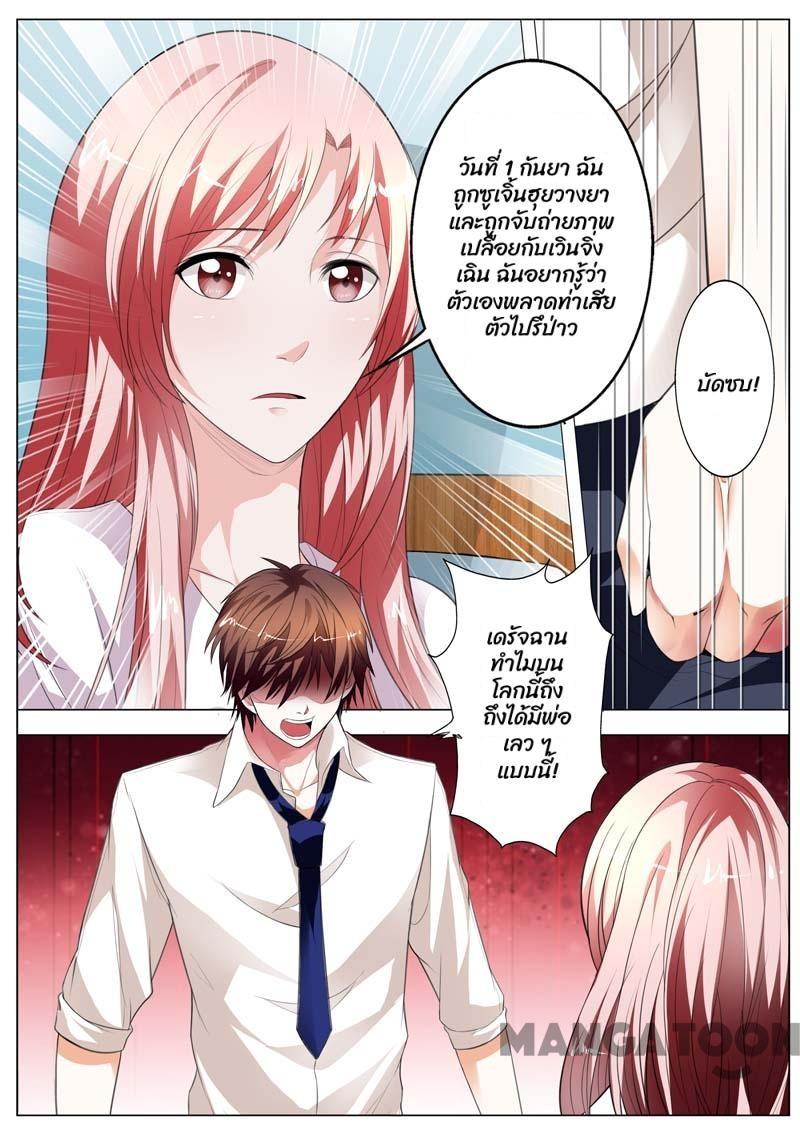 วันที่ 1 กันยา ฉัน
ถูกซูเจิ้นฮุยวางยา
และถูกจับถ่ายภาพ
เปลือยกับเวินจิ่ง
เฉิน ฉันอยากรู้ว่า
ตัวเองพลาดท่าเสีย
ตัวไปรึป่าว
บัดซบ!
เดรัจฉาน
ทำไมบน
โลกนี้ถึง
ถึงได้มีพ่อ
เลว ๆ
แบบนี้!
MANGATOON